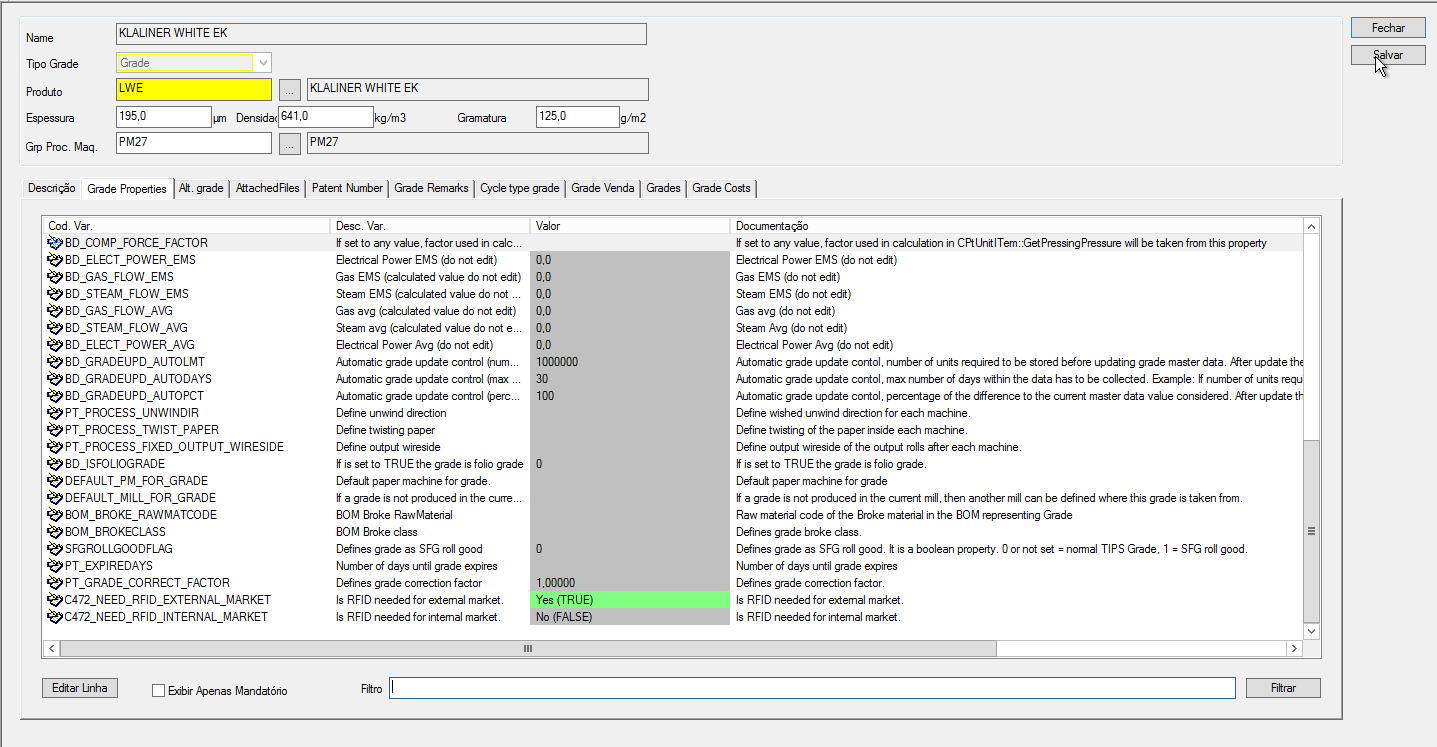 Name KLALINER WHITE EK Fechar
Tipo Grade Grade Salvar
Produto LWE ... KLALINER WHITE EK
Espessura 195,0 µm Densidad 641,0 kg/m3 Gramatura 125,0 g/m2
Grp Proc. Maq. PM27 ... PM27
Descrição Grade Properties Alt. grade AttachedFiles Patent Number Grade Remarks Cycle type grade Grade Venda Grades Grade Costs
Cod. Var. Desc. Var. Valor Documentação
BD_COMP_FORCE_FACTOR If set to any value, factor used in calc... If set to any value, factor used in calculation in CPtUnitITem::GetPressingPressure will be taken from this property
BD_ELECT_POWER_EMS Electrical Power EMS (do not edit) 0,0 Electrical Power EMS (do not edit)
BD_GAS_FLOW_EMS Gas EMS (calculated value do not edit) 0,0 Gas EMS (do not edit)
BD_STEAM_FLOW_EMS Steam EMS (calculated value do not ... 0,0 Steam EMS (do not edit)
BD_GAS_FLOW_AVG Gas avg (calculated value do not edit) 0,0 Gas avg (do not edit)
BD_STEAM_FLOW_AVG Steam avg (calculated value do not e... 0,0 Steam Avg (do not edit)
BD_ELECT_POWER_AVG Electrical Power Avg (do not edit) 0,0 Electrical Power Avg (do not edit)
BD_GRADEUPD_AUTOLMT Automatic grade update control (num... 1000000 Automatic grade update contol, number of units required to be stored before updating grade master data. After update the
BD_GRADEUPD_AUTODAYS Automatic grade update control (max ... 30 Automatic grade update contol, max number of days within the data has to be collected. Example: If number of units requ
BD_GRADEUPD_AUTOPCT Automatic grade update control (perc... 100 Automatic grade update contol, percentage of the difference to the current master data value considered. After update th
PT_PROCESS_UNWINDIR Define unwind direction Define wished unwind direction for each machine.
PT_PROCESS_TWIST_PAPER Define twisting paper Define twisting of the paper inside each machine.
PT_PROCESS_FIXED_OUTPUT_WIRESIDE Define output wireside Define output wireside of the output rolls after each machine.
BD_ISFOLIOGRADE If is set to TRUE the grade is folio grade 0 If is set to TRUE the grade is folio grade.
DEFAULT_PM_FOR_GRADE Default paper machine for grade. Default paper machine for grade
DEFAULT_MILL_FOR_GRADE If a grade is not produced in the curre... If a grade is not produced in the current mill, then another mill can be defined where this grade is taken from.
BOM_BROKE_RAWMATCODE BOM Broke RawMaterial Raw material code of the Broke material in the BOM representing Grade
BOM_BROKECLASS BOM Broke class Defines grade broke class.
SFGROLLGOODFLAG Defines grade as SFG roll good 0 Defines grade as SFG roll good. It is a boolean property. 0 or not set = normal TIPS Grade, 1 = SFG roll good.
PT_EXPIREDAYS Number of days until grade expires Number of days until grade expires
PT_GRADE_CORRECT_FACTOR Defines grade correction factor. 1,00000 Defines grade correction factor.
C472_NEED_RFID_EXTERNAL_MARKET Is RFID needed for external market. Yes (TRUE) Is RFID needed for external market.
C472_NEED_RFID_INTERNAL_MARKET Is RFID needed for internal market. No (FALSE) Is RFID needed for internal market.
Editar Linha Exibir Apenas Mandatório Filtro Filtrar